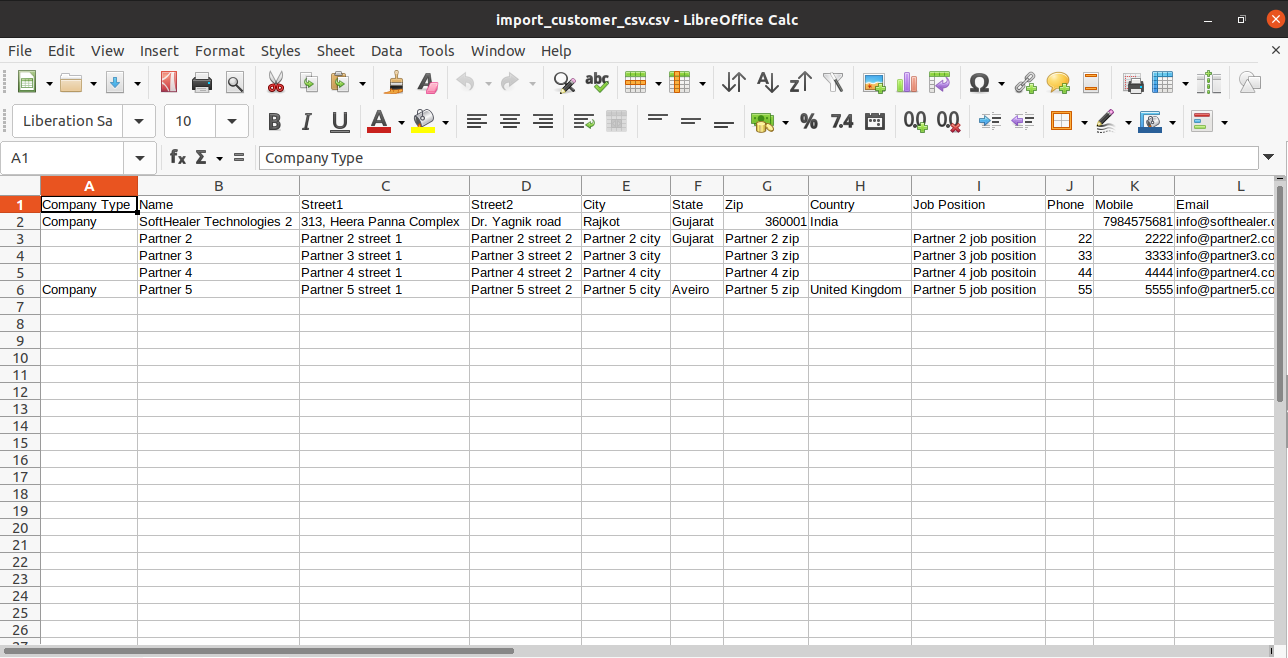 import_customer_csv.csv - LibreOffice Calc
File Edit View Insert Format Styles Sheet Data Tools Window Help
abc
Liberation Sa 10 B I U A % 7.4 0.0 0.0
A1 fx Σ = Company Type
A B C D E F G H I J K L
1 Company Type Name Street1 Street2 City State Zip Country Job Position Phone Mobile Email
2 Company SoftHealer Technologies 2 313, Heera Panna Complex Dr. Yagnik road Rajkot Gujarat 360001 India 7984575681 info@softhealer.c
3 Partner 2 Partner 2 street 1 Partner 2 street 2 Partner 2 city Gujarat Partner 2 zip Partner 2 job position 22 2222 info@partner2.co
4 Partner 3 Partner 3 street 1 Partner 3 street 2 Partner 3 city Partner 3 zip Partner 3 job position 33 3333 info@partner3.co
5 Partner 4 Partner 4 street 1 Partner 4 street 2 Partner 4 city Partner 4 zip Partner 4 job positoin 44 4444 info@partner4.co
6 Company Partner 5 Partner 5 street 1 Partner 5 street 2 Partner 5 city Aveiro Partner 5 zip United Kingdom Partner 5 job position 55 5555 info@partner5.co
7
8
9
10
11
12
13
14
15
16
17
18
19
20
21
22
23
24
25
26
27